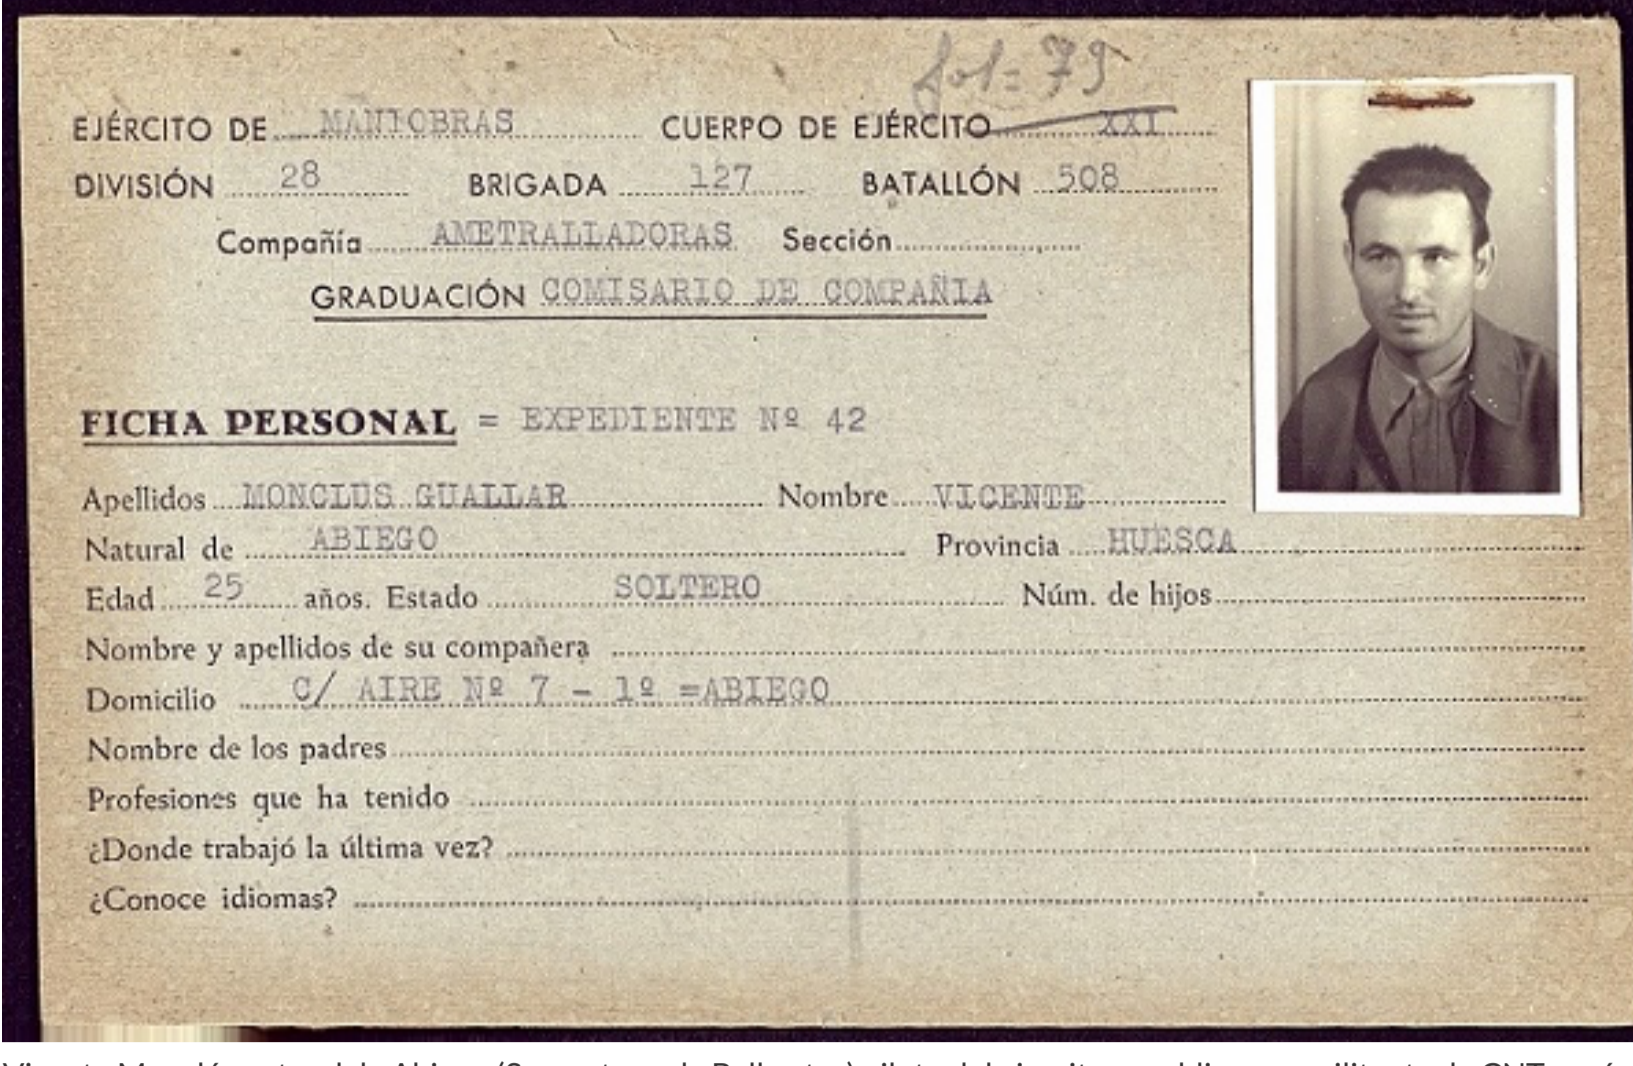 fol = 79
EJÉRCITO DE MANIOBRAS CUERPO DE EJÉRCITO XXI
DIVISIÓN 28 BRIGADA 127 BATALLÓN 508
Compañía AMETRALLADORAS Sección
GRADUACIÓN COMISARIO DE COMPAÑIA
FICHA PERSONAL = EXPEDIENTE Nº 42
Apellidos MONCLUS GUALLAR Nombre VICENTE
Natural de ABIEGO Provincia HUESCA
Edad 25 años. Estado SOLTERO Núm. de hijos
Nombre y apellidos de su compañera
Domicilio C/ AIRE Nº 7 - 1º =ABIEGO
Nombre de los padres
Profesiones que ha tenido
¿Donde trabajó la última vez?
¿Conoce idiomas?